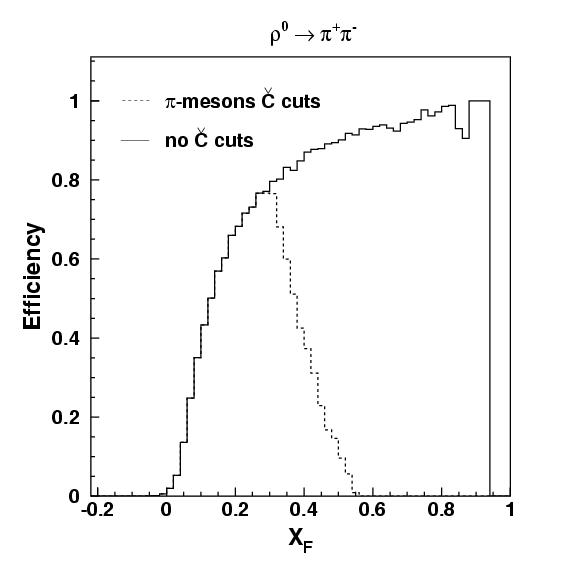 ρ⁰ → π⁺π⁻
π-mesons Č cuts
no Č cuts
Efficiency
1
0.8
0.6
0.4
0.2
0
-0.2 0 0.2 0.4 0.6 0.8 1
X_F